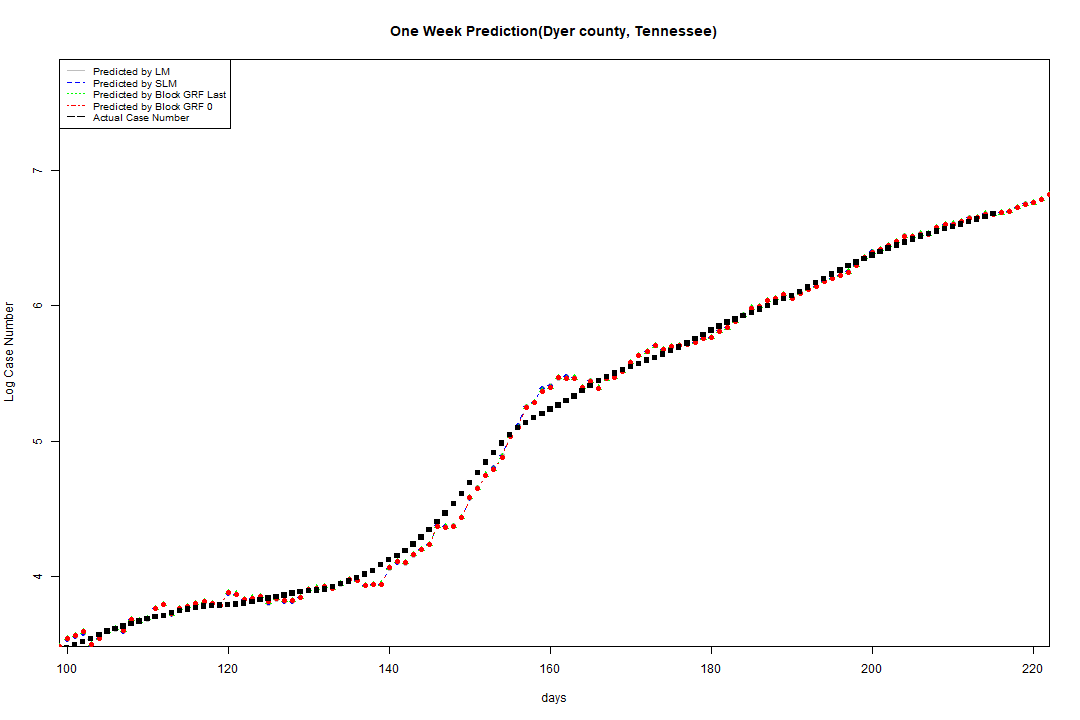 One Week Prediction(Dyer county, Tennessee)
Predicted by LM
Predicted by SLM
Predicted by Block GRF Last
Predicted by Block GRF 0
Actual Case Number
7
6
5
4
Log Case Number
100 120 140 160 180 200 220
days